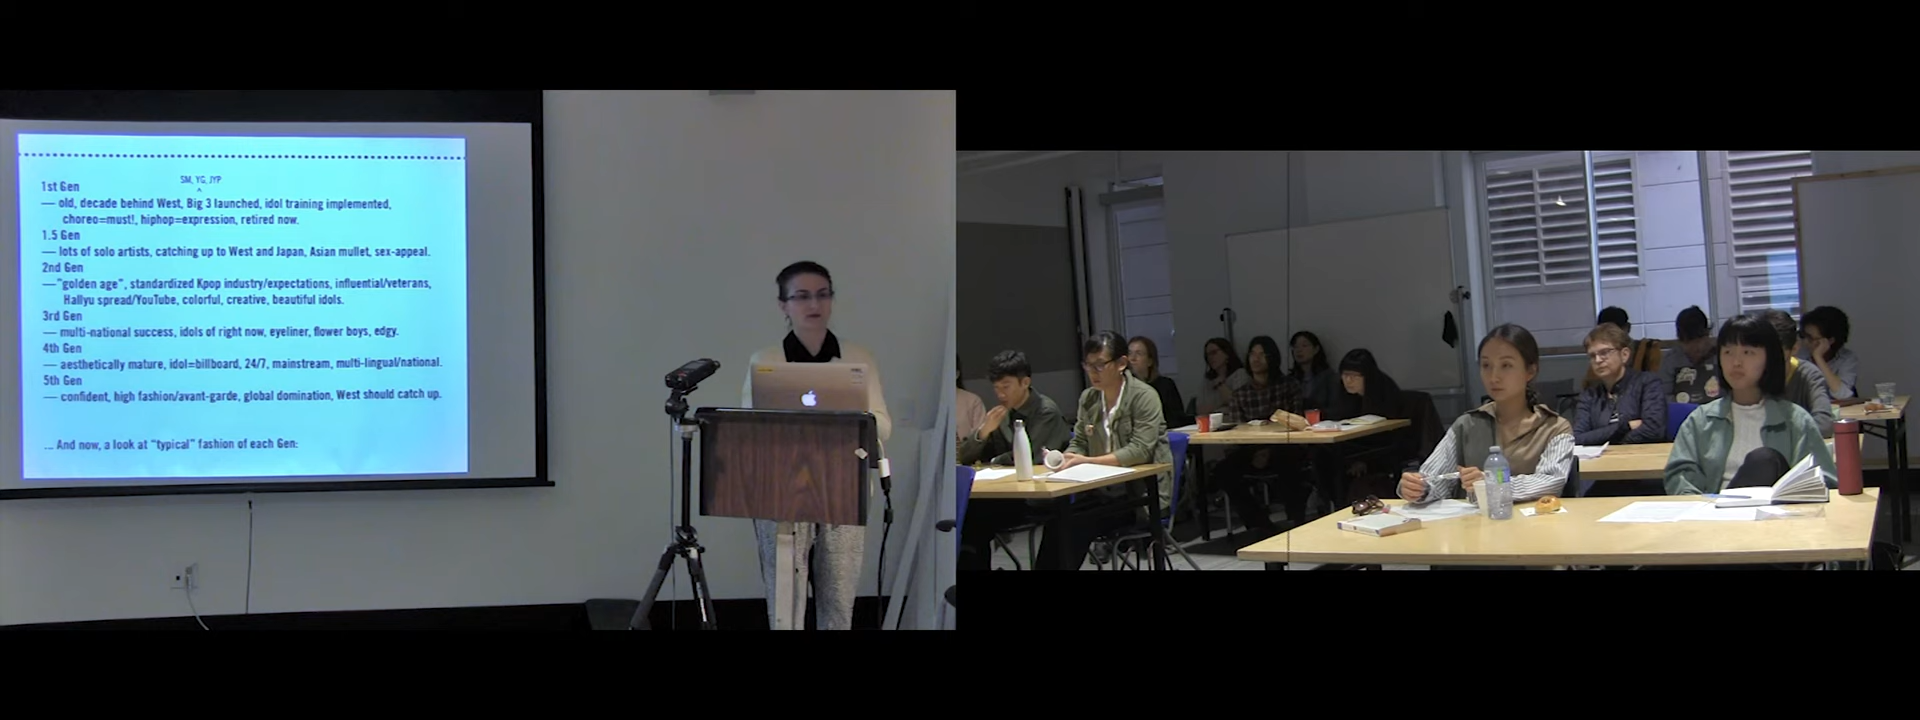 SM, YG, JYP
^
1st Gen
— old, decade behind West, Big 3 launched, idol training implemented,
choreo=must!, hiphop=expression, retired now.
1.5 Gen
— lots of solo artists, catching up to West and Japan, Asian mullet, sex-appeal.
2nd Gen
—"golden age", standardized Kpop industry/expectations, influential/veterans,
Hallyu spread/YouTube, colorful, creative, beautiful idols.
3rd Gen
— multi-national success, idols of right now, eyeliner, flower boys, edgy.
4th Gen
— aesthetically mature, idol=billboard, 24/7, mainstream, multi-lingual/national.
5th Gen
— confident, high fashion/avant-garde, global domination, West should catch up.
... And now, a look at "typical" fashion of each Gen: